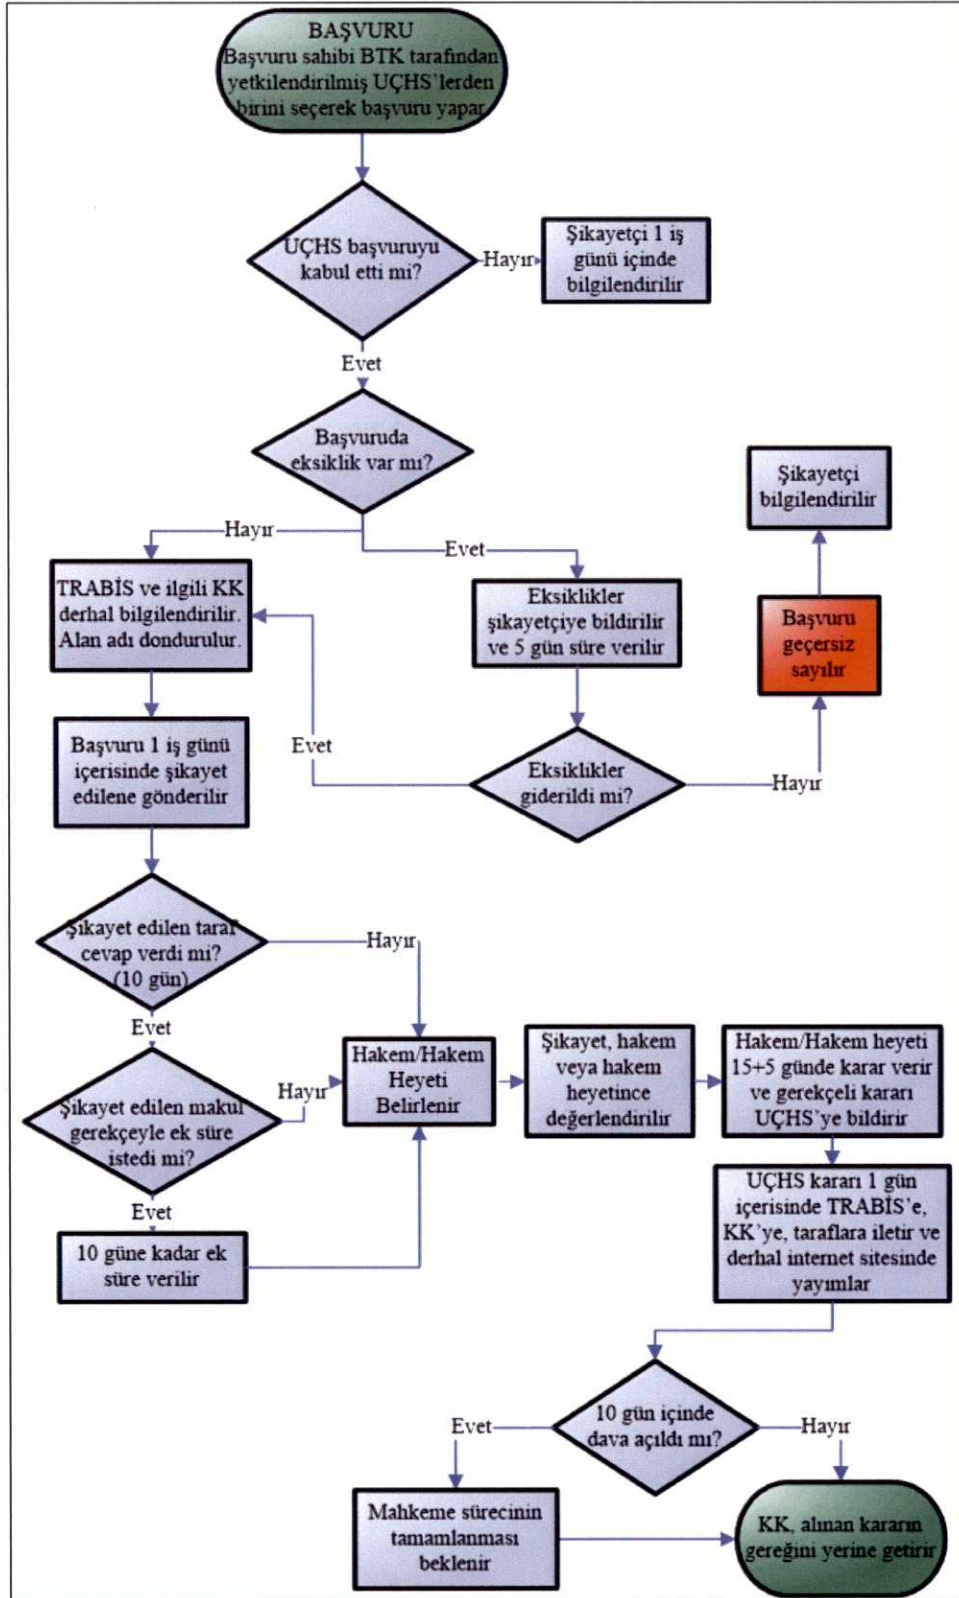 BAŞVURU
Başvuru sahibi BTK tarafından
yetkilendirilmiş UÇHS'lerden
birini seçerek başvuru yapar
UÇHS başvuruyu
kabul etti mi?
Hayır
Şikayetçi 1 iş
günü içinde
bilgilendirilir
Evet
Başvuruda
eksiklik var mı?
Hayır
Evet
TRABİS ve ilgili KK
derhal bilgilendirilir.
Alan adı dondurulur.
Eksiklikler
şikayetçiye bildirilir
ve 5 gün süre verilir
Şikayetçi
bilgilendirilir
Başvuru
geçersiz
sayılır
Başvuru 1 iş günü
içerisinde şikayet
edilene gönderilir
Evet
Eksiklikler
giderildi mi?
Hayır
Şikayet edilen taraf
cevap verdi mi?
(10 gün)
Hayır
Evet
Şikayet edilen makul
gerekçeyle ek süre
istedi mi?
Hayır
Hakem/Hakem
Heyeti
Belirlenir
Şikayet, hakem
veya hakem
heyetince
değerlendirilir
Hakem/Hakem heyeti
15+5 günde karar verir
ve gerekçeli kararı
UÇHS'ye bildirir
Evet
10 güne kadar ek
süre verilir
UÇHS kararı 1 gün
içerisinde TRABİS'e,
KK'ye, taraflara iletir ve
derhal internet sitesinde
yayımlar
10 gün içinde
dava açıldı mı?
Evet
Hayır
Mahkeme sürecinin
tamamlanması
beklenir
KK, alınan kararın
gereğini yerine getirir